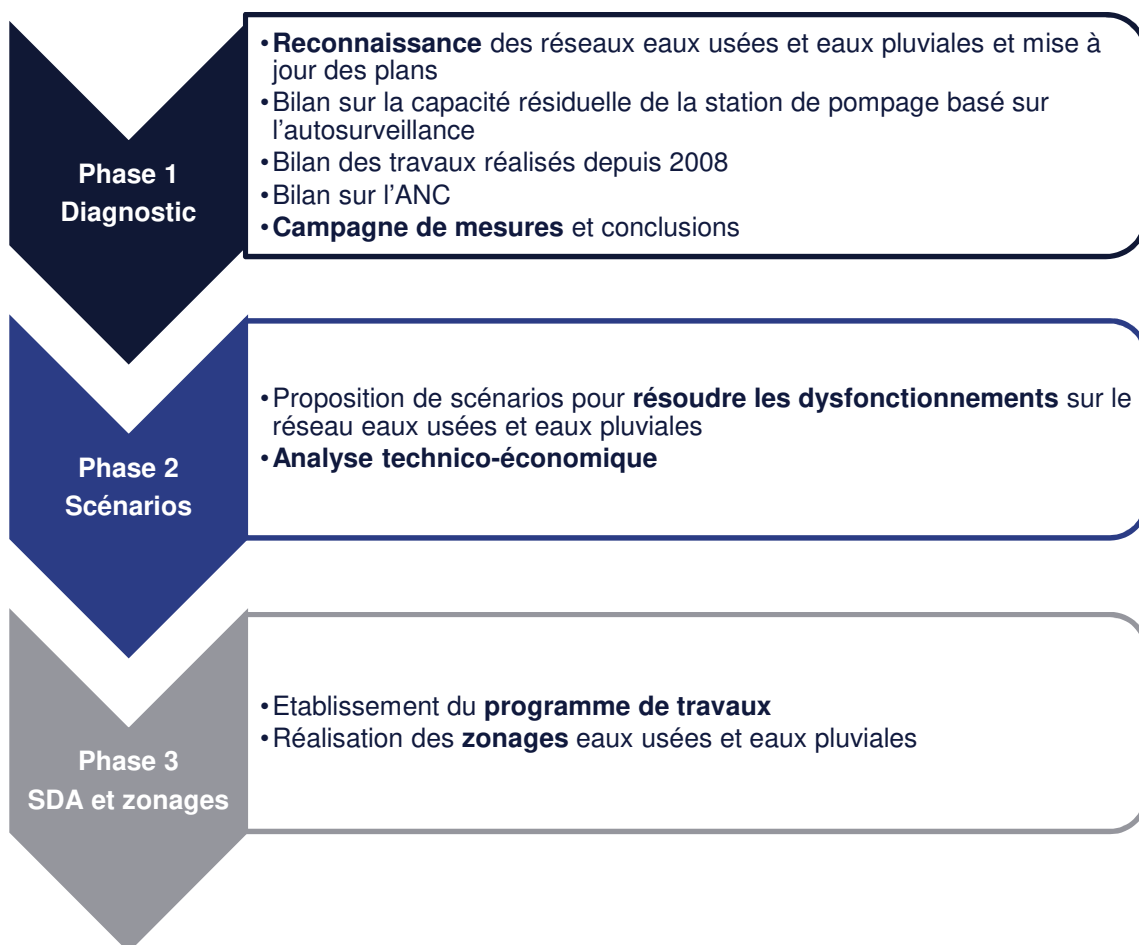 Phase 1
Diagnostic
•Reconnaissance des réseaux eaux usées et eaux pluviales et mise à
jour des plans
•Bilan sur la capacité résiduelle de la station de pompage basé sur
l'autosurveillance
•Bilan des travaux réalisés depuis 2008
•Bilan sur l'ANC
•Campagne de mesures et conclusions
Phase 2
Scénarios
•Proposition de scénarios pour résoudre les dysfonctionnements sur le
réseau eaux usées et eaux pluviales
•Analyse technico-économique
Phase 3
SDA et zonages
•Etablissement du programme de travaux
•Réalisation des zonages eaux usées et eaux pluviales